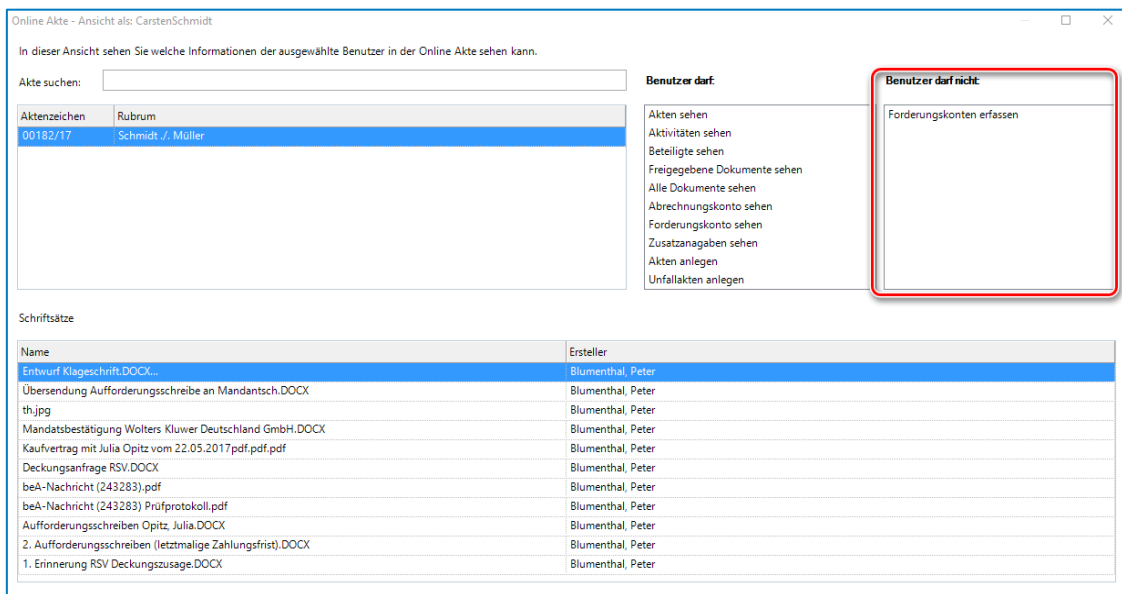 Online Akte - Ansicht als: CarstenSchmidt
In dieser Ansicht sehen Sie welche Informationen der ausgewählte Benutzer in der Online Akte sehen kann.
Akte suchen:
Benutzer darf:
Benutzer darf nicht:
Aktenzeichen Rubrum
00182/17 Schmidt ./. Müller
Akten sehen
Aktivitäten sehen
Beteiligte sehen
Freigegebene Dokumente sehen
Alle Dokumente sehen
Abrechnungskonto sehen
Forderungskonto sehen
Zusatzanagaben sehen
Akten anlegen
Unfallakten anlegen
Forderungskonten erfassen
Schriftsätze
Name Ersteller
Entwurf Klageschrift.DOCX... Blumenthal, Peter
Übersendung Aufforderungsschreibe an Mandantsch.DOCX Blumenthal, Peter
th.jpg Blumenthal, Peter
Mandatsbestätigung Wolters Kluwer Deutschland GmbH.DOCX Blumenthal, Peter
Kaufvertrag mit Julia Opitz vom 22.05.2017pdf.pdf.pdf Blumenthal, Peter
Deckungsanfrage RSV.DOCX Blumenthal, Peter
beA-Nachricht (243283).pdf Blumenthal, Peter
beA-Nachricht (243283) Prüfprotokoll.pdf Blumenthal, Peter
Aufforderungsschreiben Opitz, Julia.DOCX Blumenthal, Peter
2. Aufforderungsschreiben (letztmalige Zahlungsfrist).DOCX Blumenthal, Peter
1. Erinnerung RSV Deckungszusage.DOCX Blumenthal, Peter